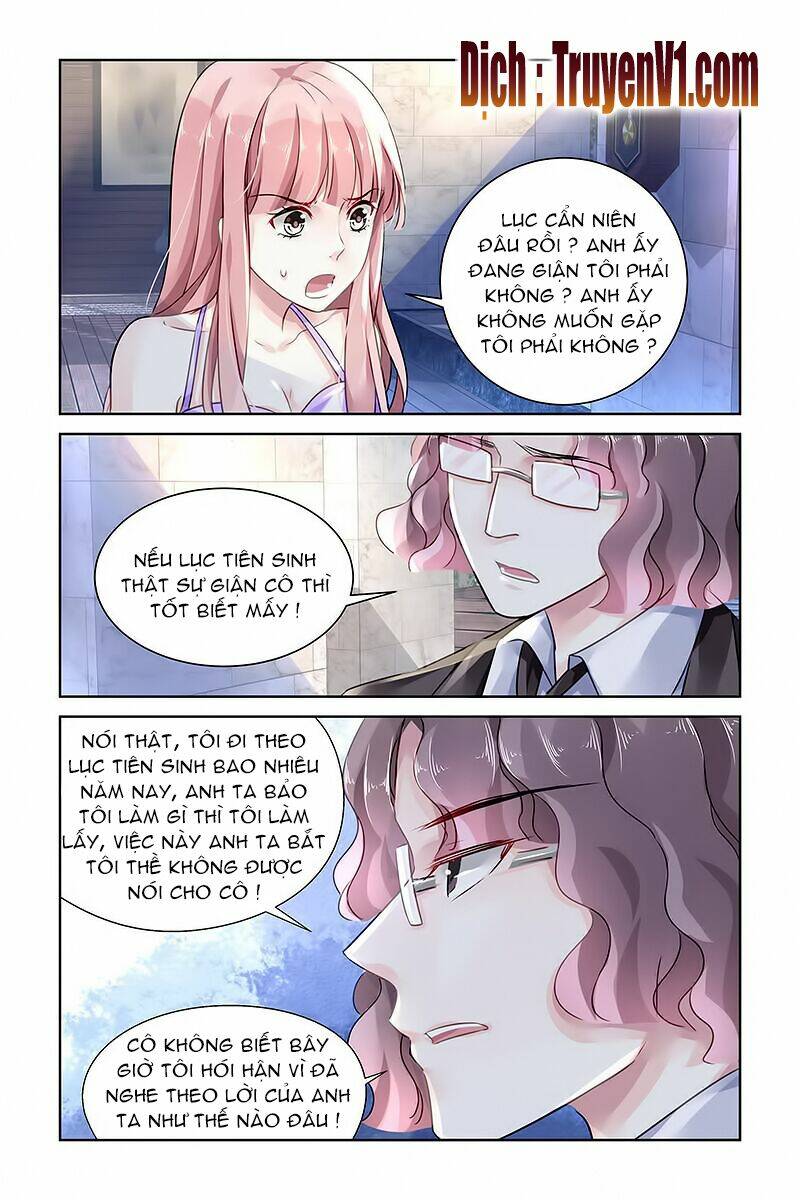 Dịch : TruyenV1.com
LỤC CẨN NIÊN
ĐÂU RỒI ? ANH ẤY
ĐANG GIẬN TÔI PHẢI
KHÔNG ? ANH ẤY
KHÔNG MUỐN GẶP
TÔI PHẢI KHÔNG ?
NẾU LỤC TIÊN SINH
THẬT SỰ GIẬN CÔ THÌ
TỐT BIẾT MẤY !
NÓI THẬT, TÔI ĐI THEO
LỤC TIÊN SINH BAO NHIÊU
NĂM NAY, ANH TA BẢO
TÔI LÀM GÌ THÌ TÔI LÀM
LẤY, VIỆC NÀY ANH TA BẮT
TÔI THỀ KHÔNG ĐƯỢC
NÓI CHO CÔ !
CÔ KHÔNG BIẾT BÂY
GIỜ TÔI HÓI HẬN VÌ ĐÃ
NGHE THEO LỜI CỦA ANH
TA NHƯ THẾ NÀO ĐÂU !